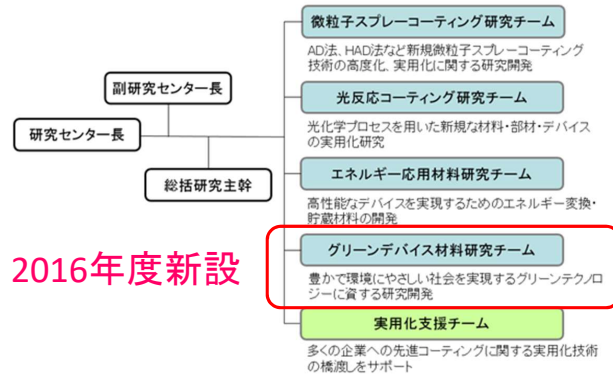 微粒子スプレーコーティング研究チーム
AD法、HAD法など新規微粒子スプレーコーティング
技術の高度化、実用化に関する研究開発
副研究センター長
光反応コーティング研究チーム
研究センター長
光化学プロセスを用いた新規な材料・部材・デバイス
の実用化研究
総括研究主幹
エネルギー応用材料研究チーム
高性能なデバイスを実現するためのエネルギー変換・
貯蔵材料の開発
2016年度新設
グリーンデバイス材料研究チーム
豊かで環境にやさしい社会を実現するグリーンテクノロ
ジーに資する研究開発
実用化支援チーム
多くの企業への先進コーティングに関する実用化技術
の橋渡しをサポート